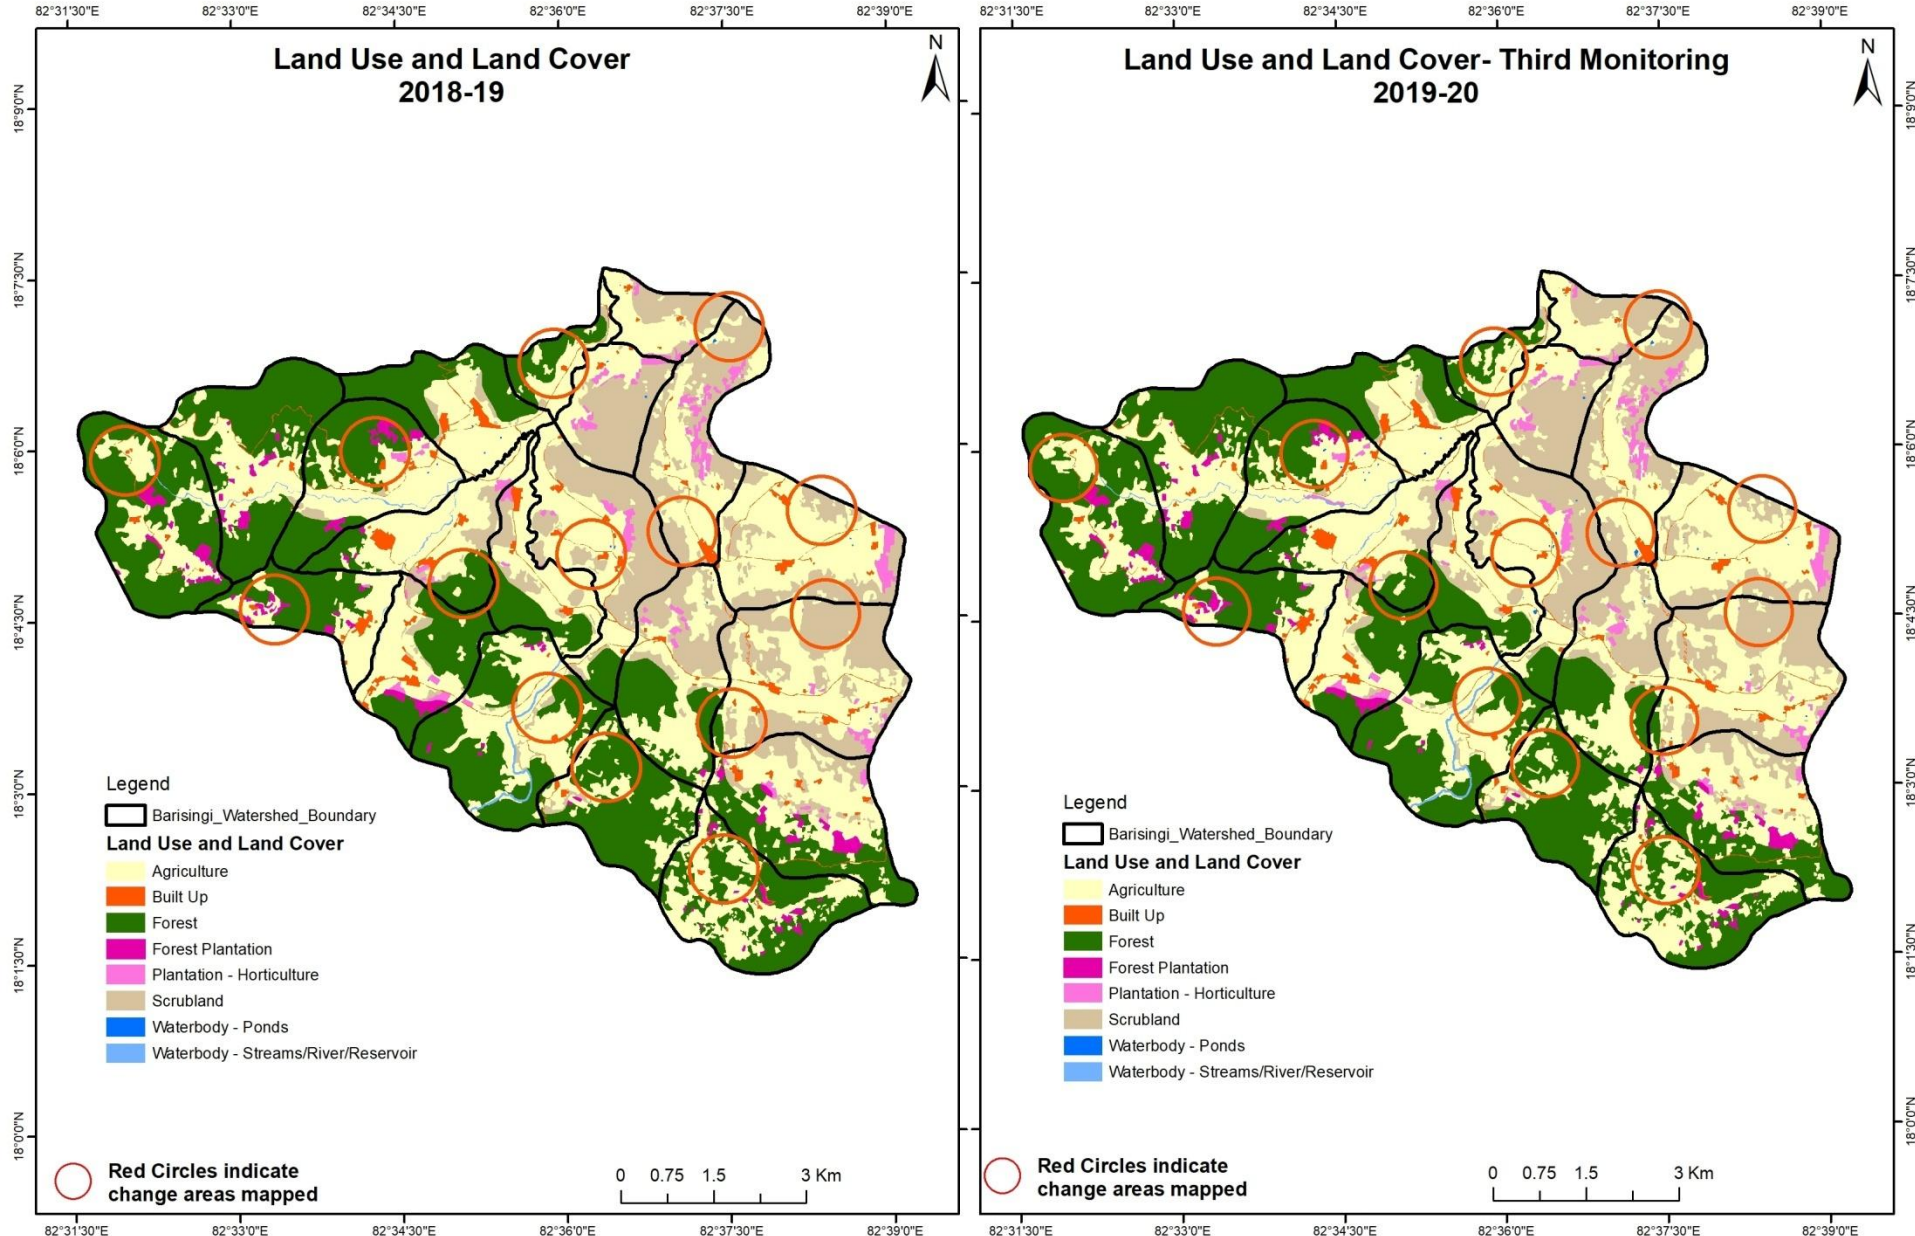 82°31'30"E 82°33'0"E 82°34'30"E 82°36'0"E 82°37'30"E 82°39'0"E
Land Use and Land Cover
2018-19
N
18°9'0"N
18°7'30"N
18°6'0"N
18°4'30"N
18°3'0"N
18°1'30"N
18°0'0"N
Legend
Barisingi_Watershed_Boundary
Land Use and Land Cover
Agriculture
Built Up
Forest
Forest Plantation
Plantation - Horticulture
Scrubland
Waterbody - Ponds
Waterbody - Streams/River/Reservoir
Red Circles indicate
change areas mapped
0 0.75 1.5 3 Km
82°31'30"E 82°33'0"E 82°34'30"E 82°36'0"E 82°37'30"E 82°39'0"E
82°31'30"E 82°33'0"E 82°34'30"E 82°36'0"E 82°37'30"E 82°39'0"E
Land Use and Land Cover- Third Monitoring
2019-20
N
18°9'0"N
18°7'30"N
18°6'0"N
18°4'30"N
18°3'0"N
18°1'30"N
18°0'0"N
Legend
Barisingi_Watershed_Boundary
Land Use and Land Cover
Agriculture
Built Up
Forest
Forest Plantation
Plantation - Horticulture
Scrubland
Waterbody - Ponds
Waterbody - Streams/River/Reservoir
Red Circles indicate
change areas mapped
0 0.75 1.5 3 Km
82°31'30"E 82°33'0"E 82°34'30"E 82°36'0"E 82°37'30"E 82°39'0"E